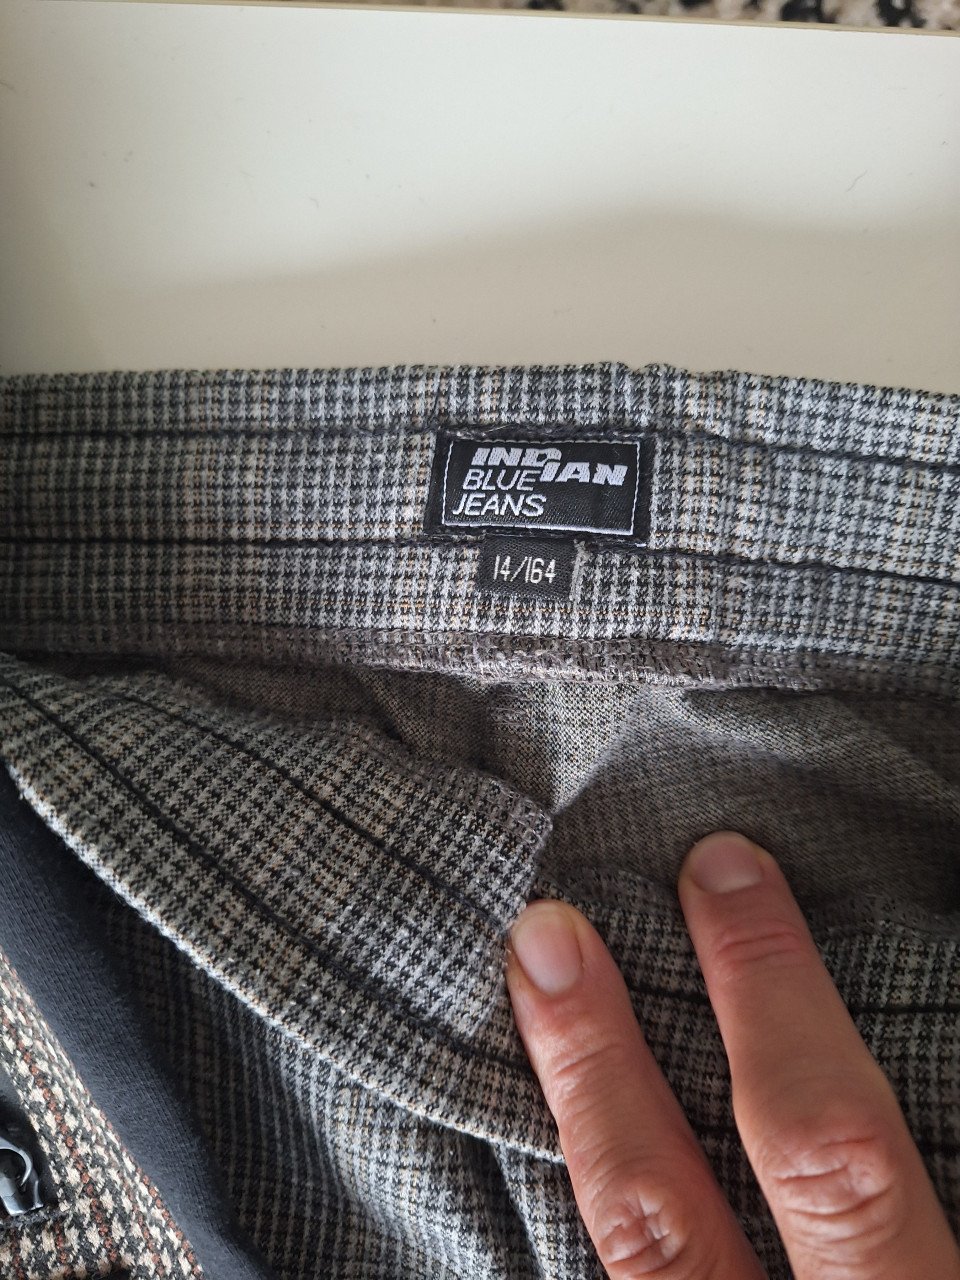 INDIAN
BLUE
JEANS
14/164